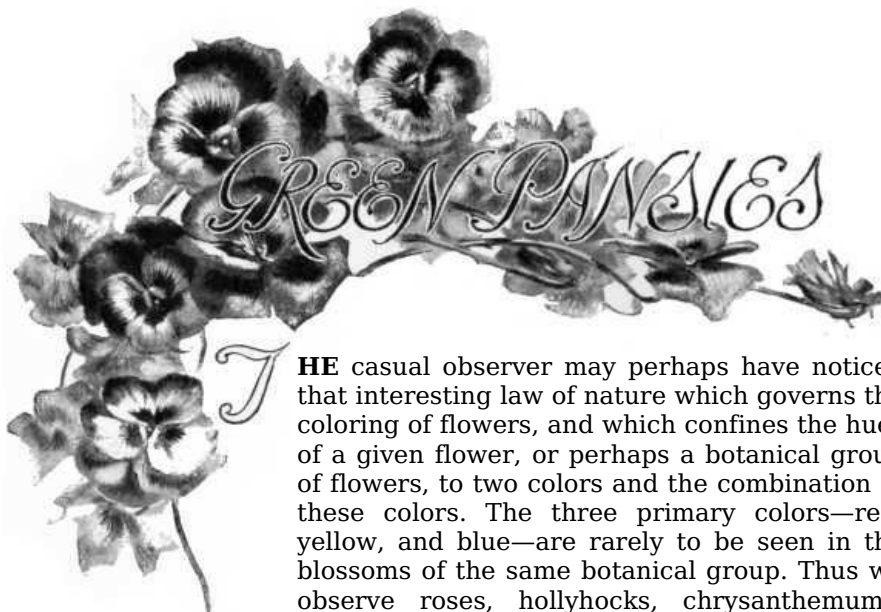 GREEN PANSIES
THE casual observer may perhaps have notice
that interesting law of nature which governs th
coloring of flowers, and which confines the hue
of a given flower, or perhaps a botanical grou
of flowers, to two colors and the combination
these colors. The three primary colors—re
yellow, and blue—are rarely to be seen in th
blossoms of the same botanical group. Thus w
observe roses, hollyhocks, chrysanthemum